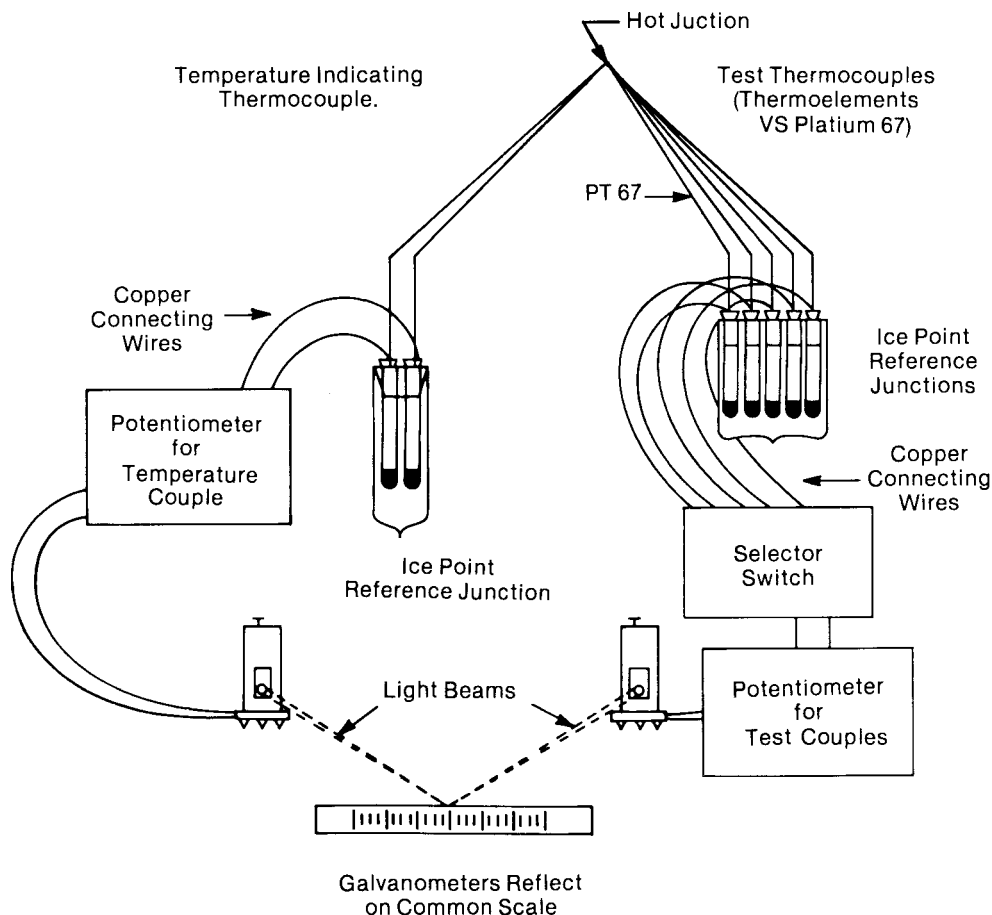 Hot Juction
Temperature Indicating
Thermocouple.
Test Thermocouples
(Thermoelements
VS Platium 67)
PT 67
Copper
Connecting
Wires
Ice Point
Reference
Junctions
Potentiometer
for
Temperature
Couple
Copper
Connecting
Wires
Ice Point
Reference Junction
Selector
Switch
Light Beams
Potentiometer
for
Test Couples
Galvanometers Reflect
on Common Scale